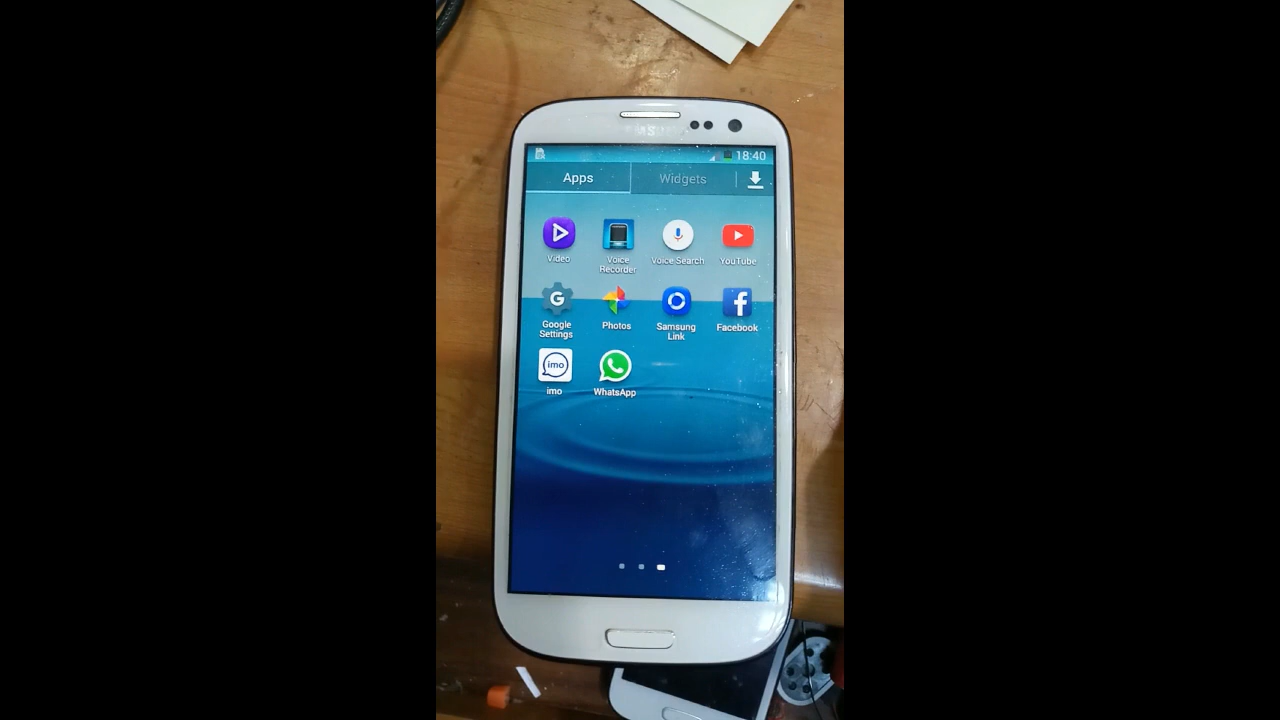 SAMSUNG
18:40
Apps Widgets
Video Voice Recorder Voice Search YouTube
Google Settings Photos Samsung Link Facebook
imo
imo WhatsApp